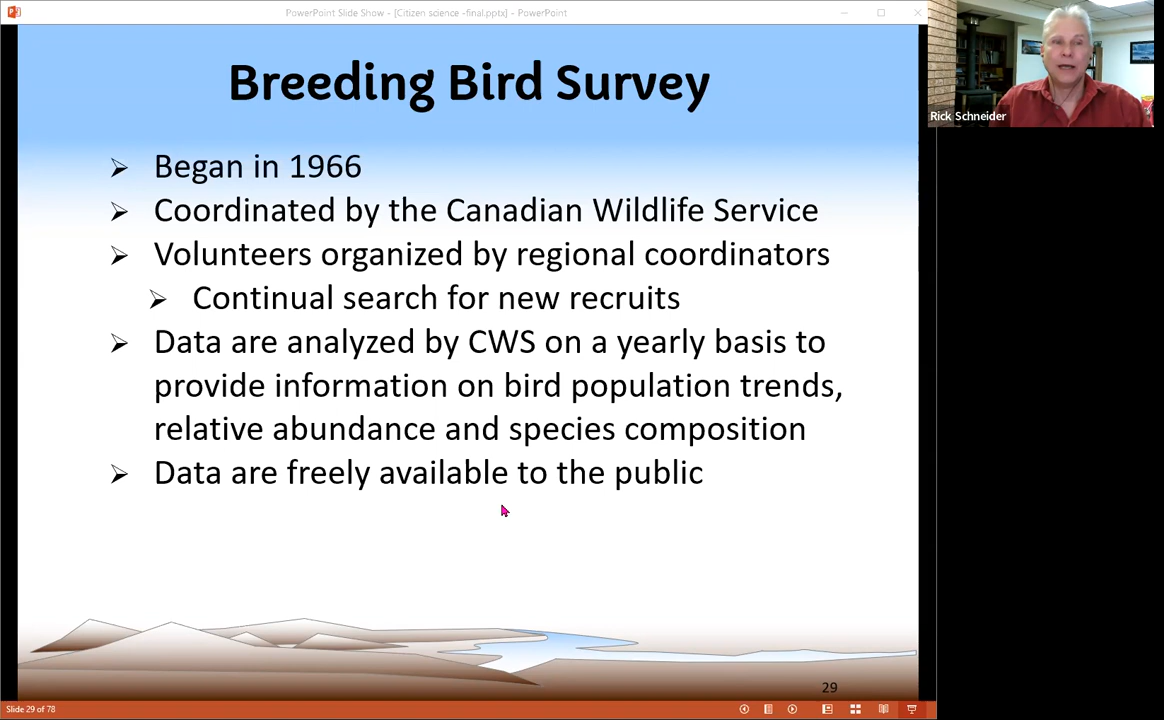 PowerPoint Slide Show - [Citizen science -final.pptx] - PowerPoint
Rick Schneider
Breeding Bird Survey
➢ Began in 1966
➢ Coordinated by the Canadian Wildlife Service
➢ Volunteers organized by regional coordinators
➢ Continual search for new recruits
➢ Data are analyzed by CWS on a yearly basis to
provide information on bird population trends,
relative abundance and species composition
➢ Data are freely available to the public
29
Slide 29 of 78